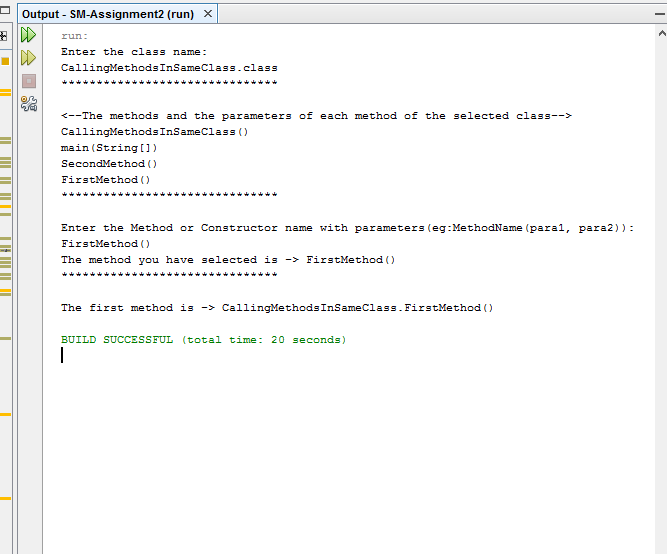 Output - SM-Assignment2 (run)
run:
Enter the class name:
CallingMethodsInSameClass.class
*******************************
<--The methods and the parameters of each method of the selected class-->
CallingMethodsInSameClass()
main(String[])
SecondMethod()
FirstMethod()
*******************************
Enter the Method or Constructor name with parameters(eg:MethodName(para1, para2)):
FirstMethod()
The method you have selected is -> FirstMethod()
*******************************
The first method is -> CallingMethodsInSameClass.FirstMethod()
BUILD SUCCESSFUL (total time: 20 seconds)